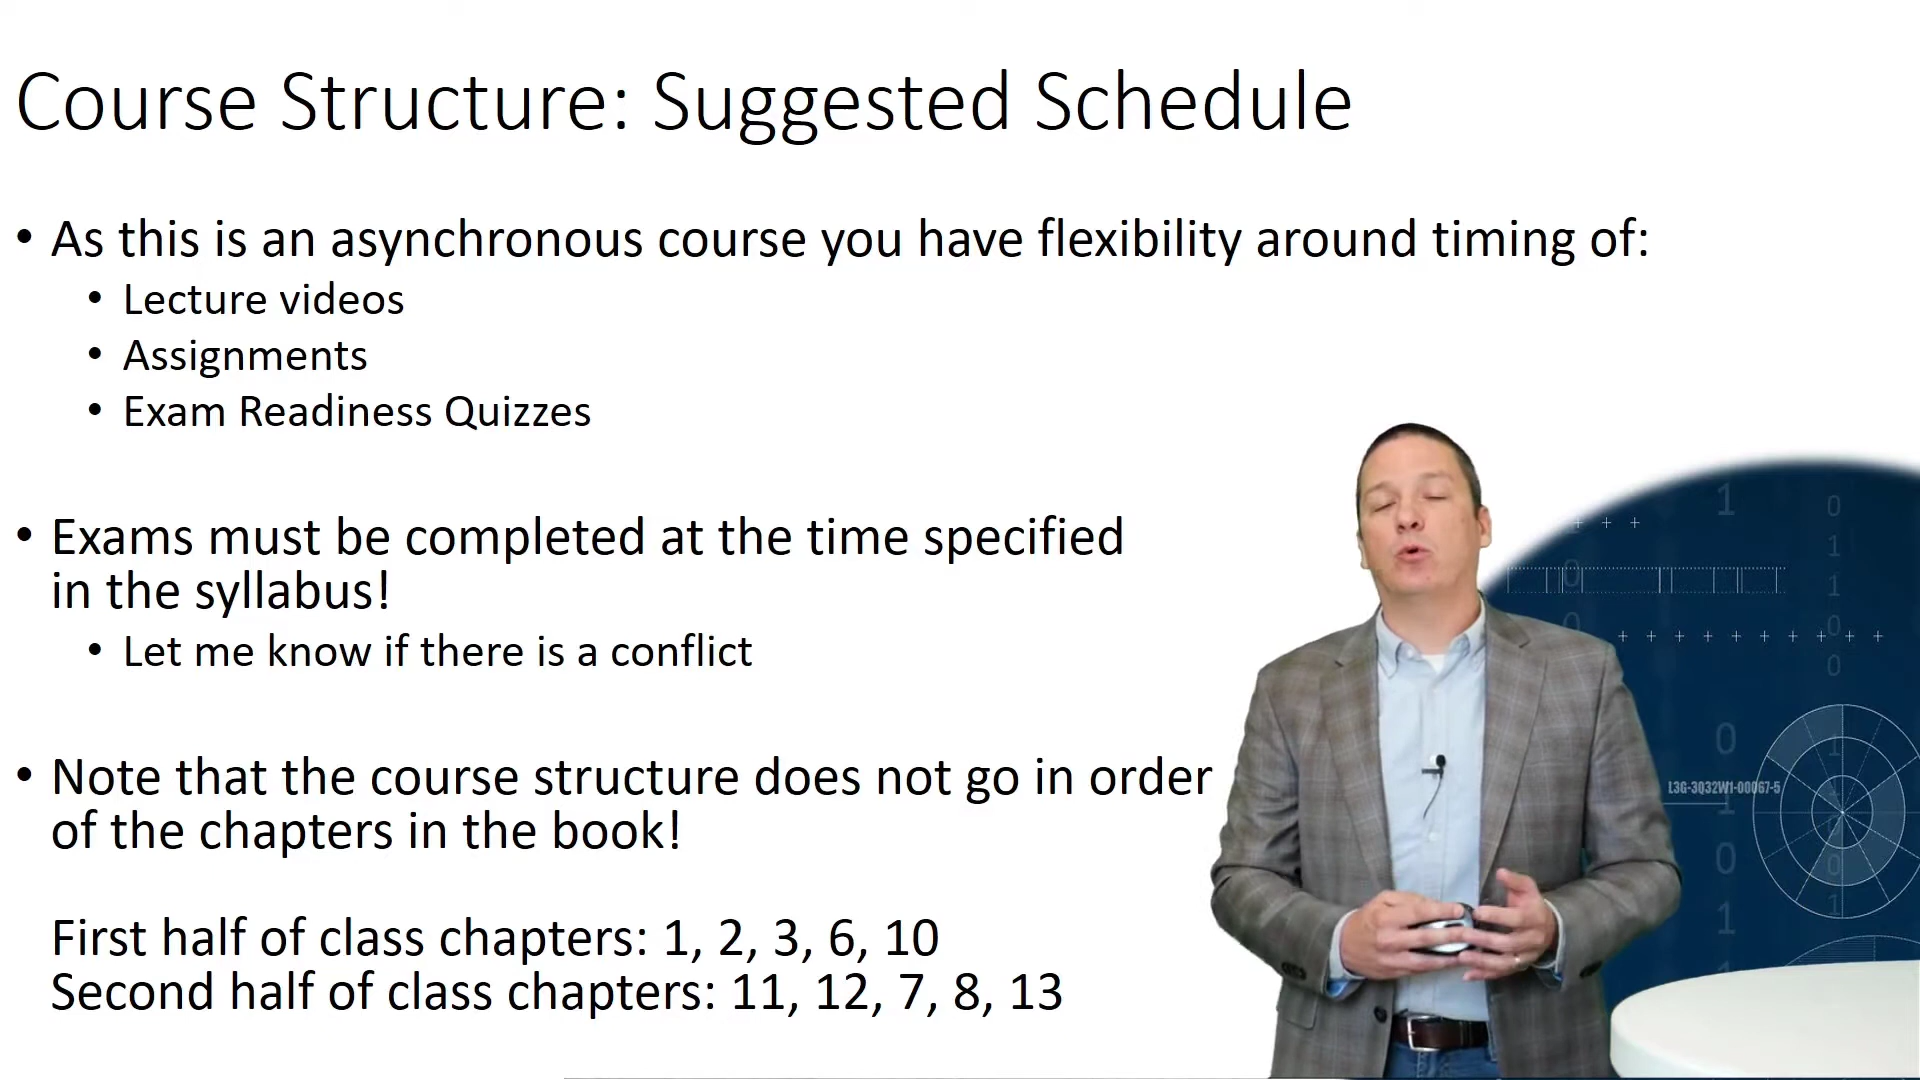 Course Structure: Suggested Schedule
• As this is an asynchronous course you have flexibility around timing of:
• Lecture videos
• Assignments
• Exam Readiness Quizzes
• Exams must be completed at the time specified
in the syllabus!
• Let me know if there is a conflict
• Note that the course structure does not go in order
of the chapters in the book!
First half of class chapters: 1, 2, 3, 6, 10
Second half of class chapters: 11, 12, 7, 8, 13
L3G-3Q32W1-00067-5